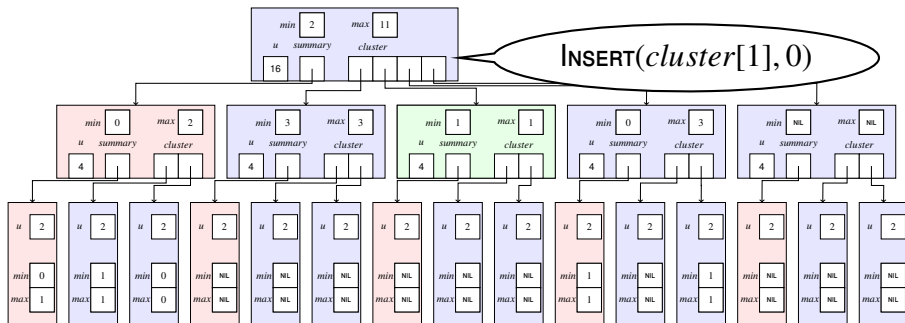 min 2 max 11
u summary cluster
16
INSERT(cluster[1], 0)
min 0 max 2
u summary cluster
4
min 3 max 3
u summary cluster
4
min 1 max 1
u summary cluster
4
min 0 max 3
u summary cluster
4
min NIL max NIL
u summary cluster
4
u 2 u 2 u 2 u 2 u 2 u 2 u 2 u 2 u 2 u 2 u 2 u 2 u 2 u 2 u 2
min 0 min 1 min 0 min NIL min NIL min NIL min NIL min NIL min NIL min 1 min NIL min 1 min NIL min NIL min NIL
max 1 max 1 max 0 max NIL max NIL max NIL max NIL max NIL max NIL max 1 max NIL max 1 max NIL max NIL max NIL